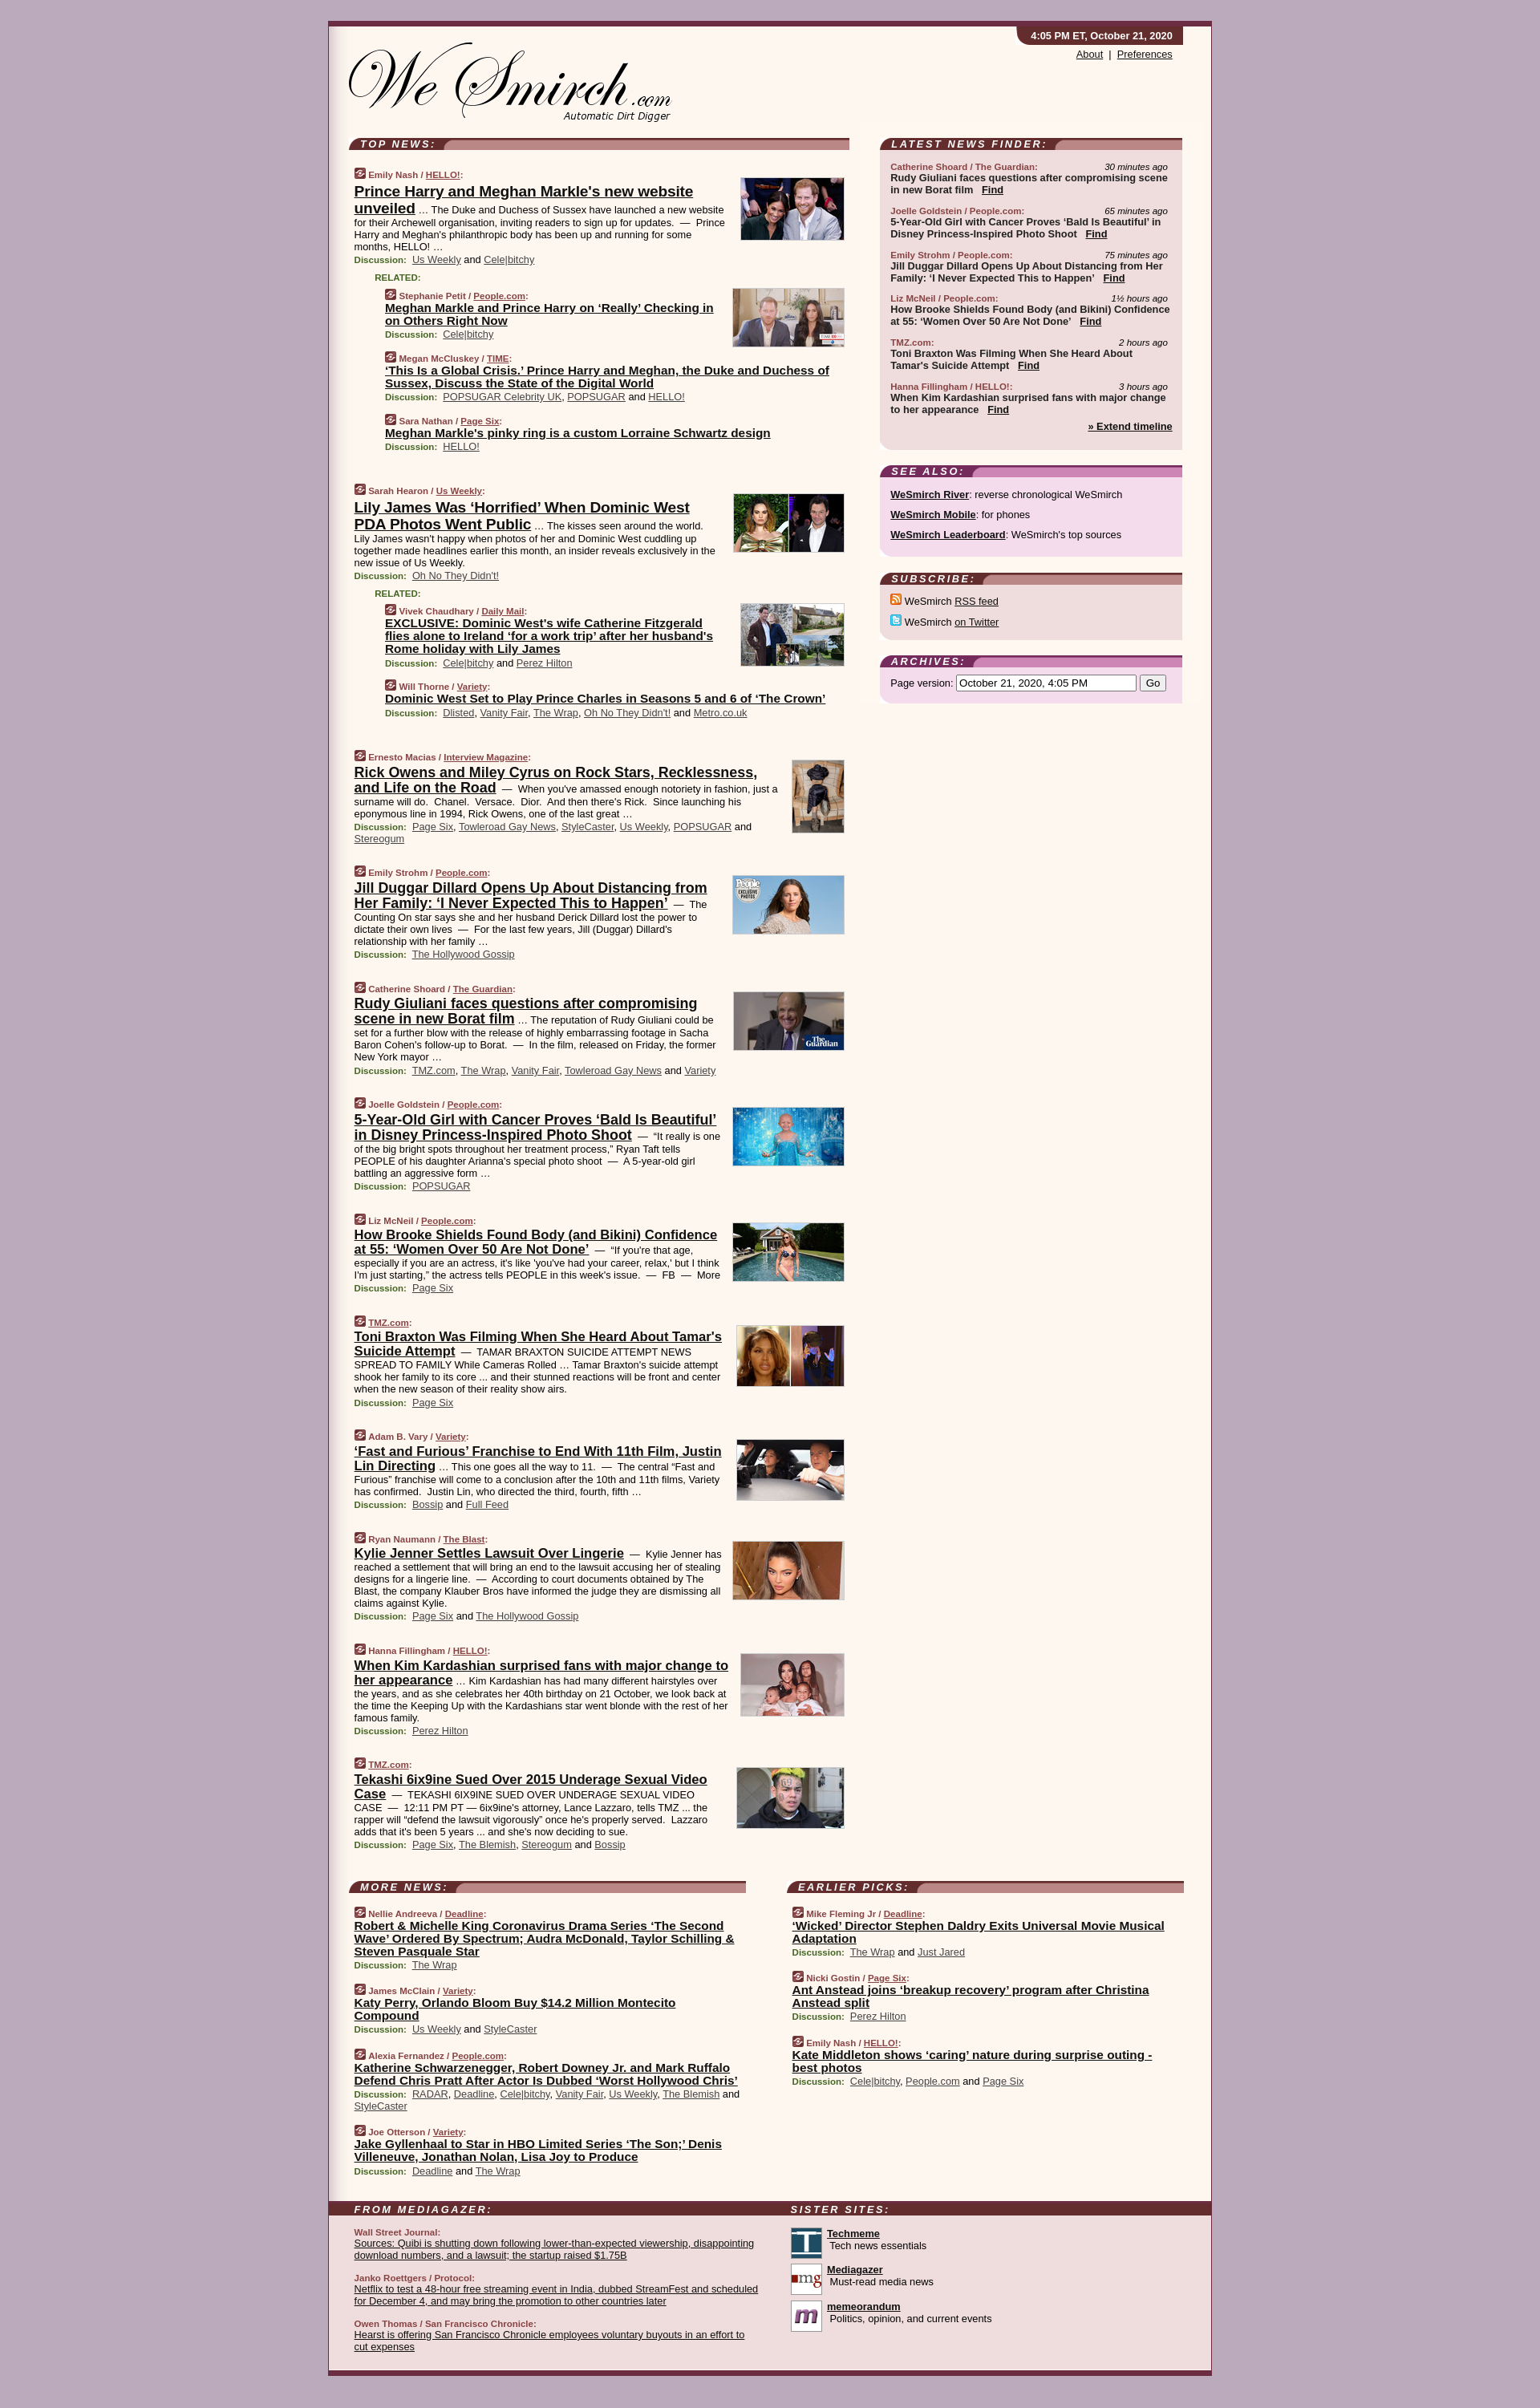 4:05 PM ET, October 21, 2020
About | Preferences
We Smirch.com
Automatic Dirt Digger
TOP NEWS:
Emily Nash / HELLO!:
Prince Harry and Meghan Markle's new website
unveiled … The Duke and Duchess of Sussex have launched a new website
for their Archewell organisation, inviting readers to sign up for updates. — Prince
Harry and Meghan's philanthropic body has been up and running for some
months, HELLO! …
Discussion: Us Weekly and Cele|bitchy
RELATED:
Stephanie Petit / People.com:
Meghan Markle and Prince Harry on ‘Really’ Checking in
on Others Right Now
Discussion: Cele|bitchy
Megan McCluskey / TIME:
‘This Is a Global Crisis.’ Prince Harry and Meghan, the Duke and Duchess of
Sussex, Discuss the State of the Digital World
Discussion: POPSUGAR Celebrity UK, POPSUGAR and HELLO!
Sara Nathan / Page Six:
Meghan Markle's pinky ring is a custom Lorraine Schwartz design
Discussion: HELLO!
Sarah Hearon / Us Weekly:
Lily James Was ‘Horrified’ When Dominic West
PDA Photos Went Public … The kisses seen around the world.
Lily James wasn't happy when photos of her and Dominic West cuddling up
together made headlines earlier this month, an insider reveals exclusively in the
new issue of Us Weekly.
Discussion: Oh No They Didn't!
RELATED:
Vivek Chaudhary / Daily Mail:
EXCLUSIVE: Dominic West's wife Catherine Fitzgerald
flies alone to Ireland ‘for a work trip’ after her husband's
Rome holiday with Lily James
Discussion: Cele|bitchy and Perez Hilton
Will Thorne / Variety:
Dominic West Set to Play Prince Charles in Seasons 5 and 6 of ‘The Crown’
Discussion: Dlisted, Vanity Fair, The Wrap, Oh No They Didn't! and Metro.co.uk
Ernesto Macias / Interview Magazine:
Rick Owens and Miley Cyrus on Rock Stars, Recklessness,
and Life on the Road — When you've amassed enough notoriety in fashion, just a
surname will do. Chanel. Versace. Dior. And then there's Rick. Since launching his
eponymous line in 1994, Rick Owens, one of the last great …
Discussion: Page Six, Towleroad Gay News, StyleCaster, Us Weekly, POPSUGAR and
Stereogum
Emily Strohm / People.com:
Jill Duggar Dillard Opens Up About Distancing from
Her Family: ‘I Never Expected This to Happen’ — The
Counting On star says she and her husband Derick Dillard lost the power to
dictate their own lives — For the last few years, Jill (Duggar) Dillard's
relationship with her family …
Discussion: The Hollywood Gossip
People
EXCLUSIVE
PHOTOS
Catherine Shoard / The Guardian:
Rudy Giuliani faces questions after compromising
scene in new Borat film … The reputation of Rudy Giuliani could be
set for a further blow with the release of highly embarrassing footage in Sacha
Baron Cohen's follow-up to Borat. — In the film, released on Friday, the former
New York mayor …
Discussion: TMZ.com, The Wrap, Vanity Fair, Towleroad Gay News and Variety
The
Guardian
Joelle Goldstein / People.com:
5-Year-Old Girl with Cancer Proves ‘Bald Is Beautiful’
in Disney Princess-Inspired Photo Shoot — “It really is one
of the big bright spots throughout her treatment process,” Ryan Taft tells
PEOPLE of his daughter Arianna's special photo shoot — A 5-year-old girl
battling an aggressive form …
Discussion: POPSUGAR
Liz McNeil / People.com:
How Brooke Shields Found Body (and Bikini) Confidence
at 55: ‘Women Over 50 Are Not Done’ — “If you're that age,
especially if you are an actress, it's like 'you've had your career, relax,' but I think
I'm just starting,” the actress tells PEOPLE in this week's issue. — FB — More
Discussion: Page Six
TMZ.com:
Toni Braxton Was Filming When She Heard About Tamar's
Suicide Attempt — TAMAR BRAXTON SUICIDE ATTEMPT NEWS
SPREAD TO FAMILY While Cameras Rolled … Tamar Braxton's suicide attempt
shook her family to its core ... and their stunned reactions will be front and center
when the new season of their reality show airs.
Discussion: Page Six
Adam B. Vary / Variety:
‘Fast and Furious’ Franchise to End With 11th Film, Justin
Lin Directing … This one goes all the way to 11. — The central “Fast and
Furious” franchise will come to a conclusion after the 10th and 11th films, Variety
has confirmed. Justin Lin, who directed the third, fourth, fifth …
Discussion: Bossip and Full Feed
Ryan Naumann / The Blast:
Kylie Jenner Settles Lawsuit Over Lingerie — Kylie Jenner has
reached a settlement that will bring an end to the lawsuit accusing her of stealing
designs for a lingerie line. — According to court documents obtained by The
Blast, the company Klauber Bros have informed the judge they are dismissing all
claims against Kylie.
Discussion: Page Six and The Hollywood Gossip
Hanna Fillingham / HELLO!:
When Kim Kardashian surprised fans with major change to
her appearance … Kim Kardashian has had many different hairstyles over
the years, and as she celebrates her 40th birthday on 21 October, we look back at
the time the Keeping Up with the Kardashians star went blonde with the rest of her
famous family.
Discussion: Perez Hilton
TMZ.com:
Tekashi 6ix9ine Sued Over 2015 Underage Sexual Video
Case — TEKASHI 6IX9INE SUED OVER UNDERAGE SEXUAL VIDEO
CASE — 12:11 PM PT — 6ix9ine's attorney, Lance Lazzaro, tells TMZ ... the
rapper will “defend the lawsuit vigorously” once he's properly served. Lazzaro
adds that it's been 5 years ... and she's now deciding to sue.
Discussion: Page Six, The Blemish, Stereogum and Bossip
LATEST NEWS FINDER:
Catherine Shoard / The Guardian: 30 minutes ago
Rudy Giuliani faces questions after compromising scene
in new Borat film Find
Joelle Goldstein / People.com: 65 minutes ago
5-Year-Old Girl with Cancer Proves ‘Bald Is Beautiful’ in
Disney Princess-Inspired Photo Shoot Find
Emily Strohm / People.com: 75 minutes ago
Jill Duggar Dillard Opens Up About Distancing from Her
Family: ‘I Never Expected This to Happen’ Find
Liz McNeil / People.com: 1½ hours ago
How Brooke Shields Found Body (and Bikini) Confidence
at 55: ‘Women Over 50 Are Not Done’ Find
TMZ.com: 2 hours ago
Toni Braxton Was Filming When She Heard About
Tamar's Suicide Attempt Find
Hanna Fillingham / HELLO!: 3 hours ago
When Kim Kardashian surprised fans with major change
to her appearance Find
» Extend timeline
SEE ALSO:
WeSmirch River: reverse chronological WeSmirch
WeSmirch Mobile: for phones
WeSmirch Leaderboard: WeSmirch's top sources
SUBSCRIBE:
WeSmirch RSS feed
WeSmirch on Twitter
ARCHIVES:
Page version: October 21, 2020, 4:05 PM Go
MORE NEWS:
Nellie Andreeva / Deadline:
Robert & Michelle King Coronavirus Drama Series ‘The Second
Wave’ Ordered By Spectrum; Audra McDonald, Taylor Schilling &
Steven Pasquale Star
Discussion: The Wrap
James McClain / Variety:
Katy Perry, Orlando Bloom Buy $14.2 Million Montecito
Compound
Discussion: Us Weekly and StyleCaster
Alexia Fernandez / People.com:
Katherine Schwarzenegger, Robert Downey Jr. and Mark Ruffalo
Defend Chris Pratt After Actor Is Dubbed ‘Worst Hollywood Chris’
Discussion: RADAR, Deadline, Cele|bitchy, Vanity Fair, Us Weekly, The Blemish and
StyleCaster
Joe Otterson / Variety:
Jake Gyllenhaal to Star in HBO Limited Series ‘The Son;’ Denis
Villeneuve, Jonathan Nolan, Lisa Joy to Produce
Discussion: Deadline and The Wrap
EARLIER PICKS:
Mike Fleming Jr / Deadline:
‘Wicked’ Director Stephen Daldry Exits Universal Movie Musical
Adaptation
Discussion: The Wrap and Just Jared
Nicki Gostin / Page Six:
Ant Anstead joins ‘breakup recovery’ program after Christina
Anstead split
Discussion: Perez Hilton
Emily Nash / HELLO!:
Kate Middleton shows ‘caring’ nature during surprise outing -
best photos
Discussion: Cele|bitchy, People.com and Page Six
FROM MEDIAGAZER:
Wall Street Journal:
Sources: Quibi is shutting down following lower-than-expected viewership, disappointing
download numbers, and a lawsuit; the startup raised $1.75B
Janko Roettgers / Protocol:
Netflix to test a 48-hour free streaming event in India, dubbed StreamFest and scheduled
for December 4, and may bring the promotion to other countries later
Owen Thomas / San Francisco Chronicle:
Hearst is offering San Francisco Chronicle employees voluntary buyouts in an effort to
cut expenses
SISTER SITES:
T
Techmeme
Tech news essentials
mg
Mediagazer
Must-read media news
m
memeorandum
Politics, opinion, and current events